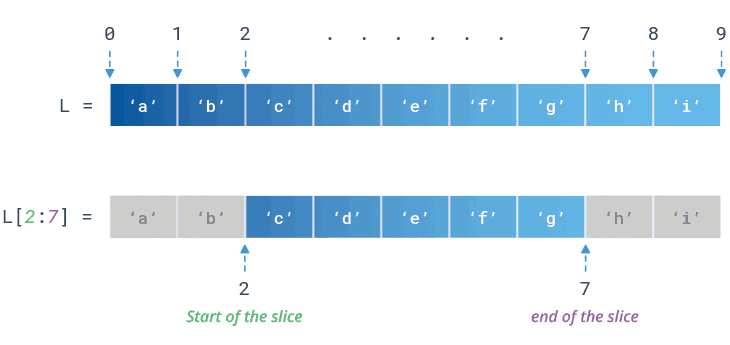 0 1 2 . . . . . . 7 8 9
L = ‘a’ ‘b’ ‘c’ ‘d’ ‘e’ ‘f’ ‘g’ ‘h’ ‘i’
L[2:7] = ‘a’ ‘b’ ‘c’ ‘d’ ‘e’ ‘f’ ‘g’ ‘h’ ‘i’
2 7
Start of the slice end of the slice